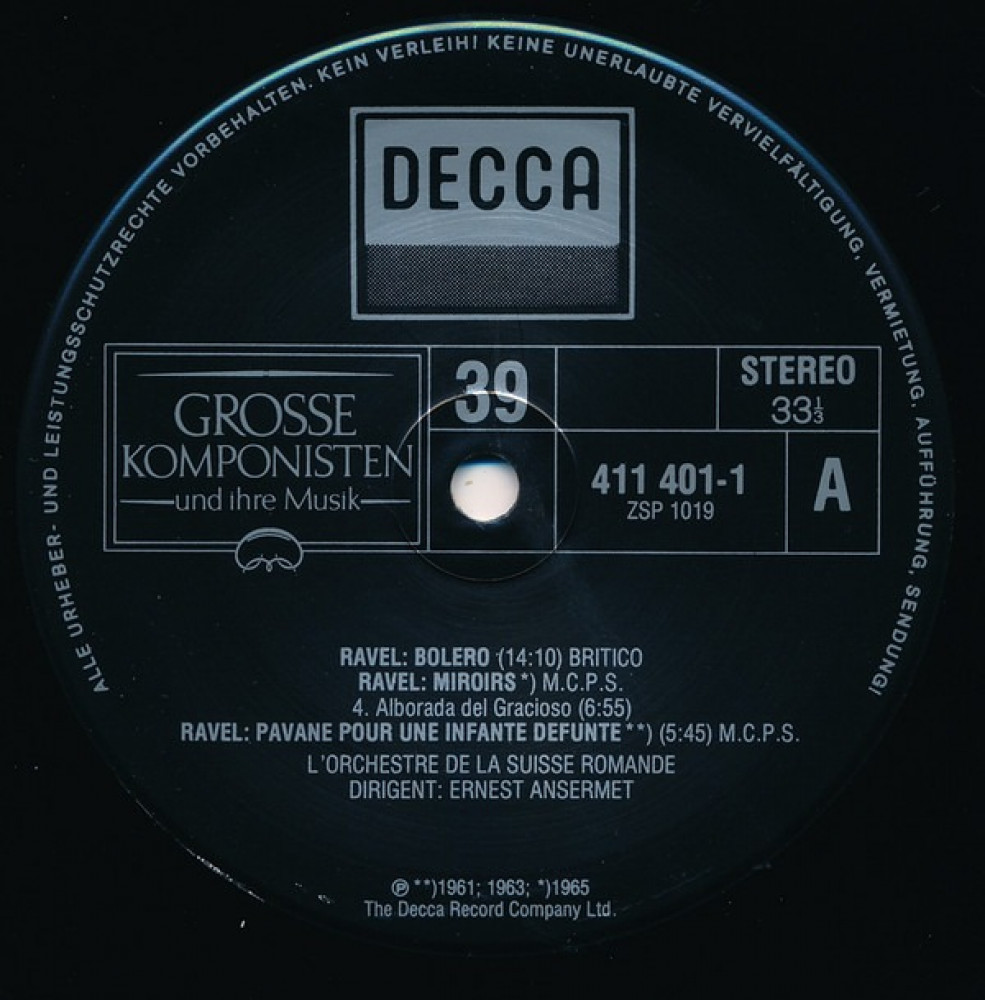 ALLE URHEBER- UND LEISTUNGSSCHUTZRECHTE VORBEHALTEN. KEIN VERLEIH! KEINE UNERLAUBTE VERVIELFÄLTIGUNG, VERMIETUNG, AUFFÜHRUNG, SENDUNG!
DECCA
GROSSE
KOMPONISTEN
und ihre Musik
39
STEREO
33⅓
411 401-1
ZSP 1019
A
RAVEL: BOLERO (14:10) BRITICO
RAVEL: MIROIRS *) M.C.P.S.
4. Alborada del Gracioso (6:55)
RAVEL: PAVANE POUR UNE INFANTE DEFUNTE **) (5:45) M.C.P.S.
L'ORCHESTRE DE LA SUISSE ROMANDE
DIRIGENT: ERNEST ANSERMET
℗ **)1961; 1963; *)1965
The Decca Record Company Ltd.